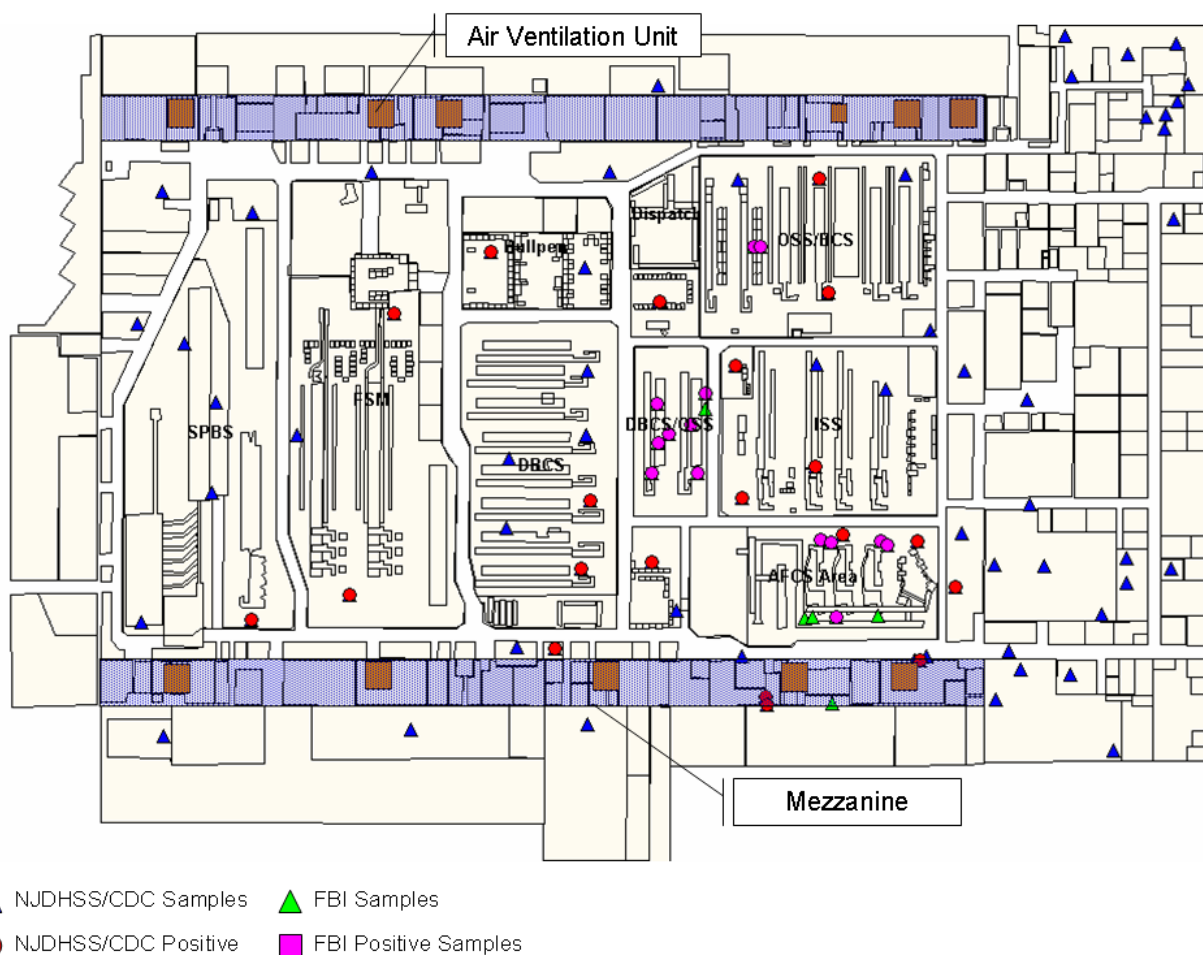 Air Ventilation Unit
Dispatch
Bullpen
OSS/BCS
FSM
SPBS
DBCS/OSS
ISS
DBCS
AFCS Area
Mezzanine
NJDHSS/CDC Samples
FBI Samples
NJDHSS/CDC Positive
FBI Positive Samples